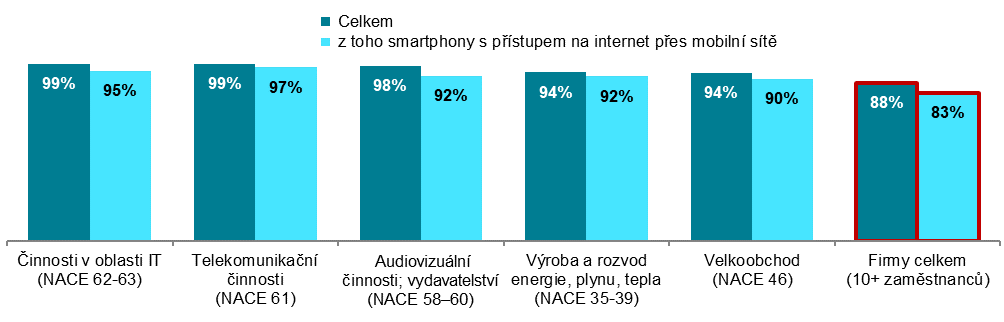 Celkem
z toho smartphony s přístupem na internet přes mobilní sítě
99%
95%
99%
97%
98%
92%
94%
92%
94%
90%
88%
83%
Činnosti v oblasti IT
(NACE 62-63)
Telekomunikační
činnosti
(NACE 61)
Audiovizuální
činnosti; vydavatelství
(NACE 58–60)
Výroba a rozvod
energie, plynu, tepla
(NACE 35-39)
Velkoobchod
(NACE 46)
Firmy celkem
(10+ zaměstnanců)